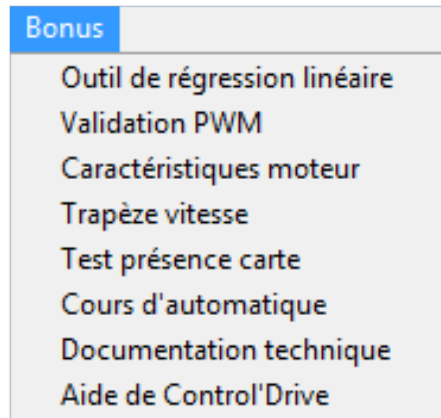 Bonus
Outil de régression linéaire
Validation PWM
Caractéristiques moteur
Trapèze vitesse
Test présence carte
Cours d'automatique
Documentation technique
Aide de Control'Drive